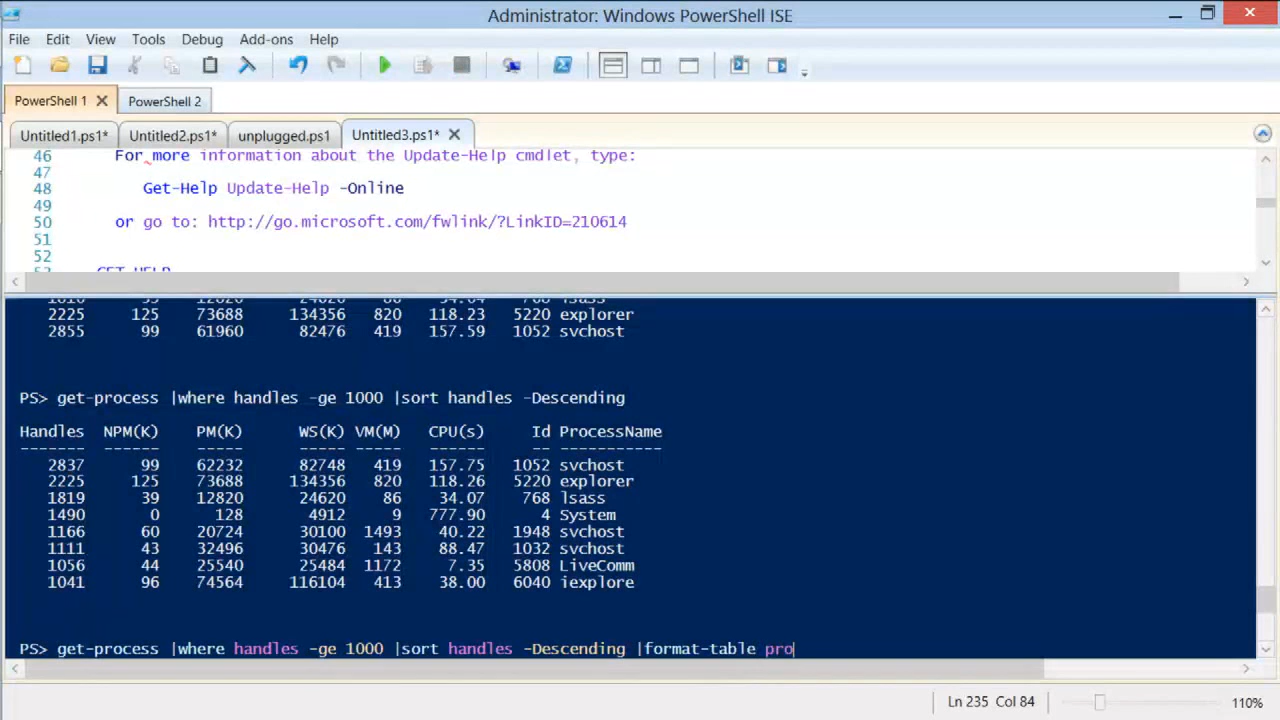 Administrator: Windows PowerShell ISE
File Edit View Tools Debug Add-ons Help
PowerShell 1 PowerShell 2
Untitled1.ps1* Untitled2.ps1* unplugged.ps1 Untitled3.ps1*
46 For more information about the Update-Help cmdlet, type:
47
48 Get-Help Update-Help -Online
49
50 or go to: http://go.microsoft.com/fwlink/?LinkID=210614
51
52
53 GET-HELP
768 lsass
2225 125 73688 134356 820 118.23 5220 explorer
2855 99 61960 82476 419 157.59 1052 svchost
PS> get-process |where handles -ge 1000 |sort handles -Descending
Handles NPM(K) PM(K) WS(K) VM(M) CPU(s) Id ProcessName
------- ------ ----- ----- ----- ------ -- -----------
2837 99 62232 82748 419 157.75 1052 svchost
2225 125 73688 134356 820 118.26 5220 explorer
1819 39 12820 24620 86 34.07 768 lsass
1490 0 128 4912 9 777.90 4 System
1166 60 20724 30100 1493 40.22 1948 svchost
1111 43 32496 30476 143 88.47 1032 svchost
1056 44 25540 25484 1172 7.35 5808 LiveComm
1041 96 74564 116104 413 38.00 6040 iexplore
PS> get-process |where handles -ge 1000 |sort handles -Descending |format-table pro
Ln 235 Col 84 110%